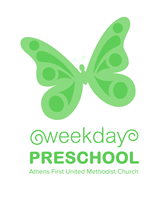 weekday
PRESCHOOL
Athens First United Methodist Church